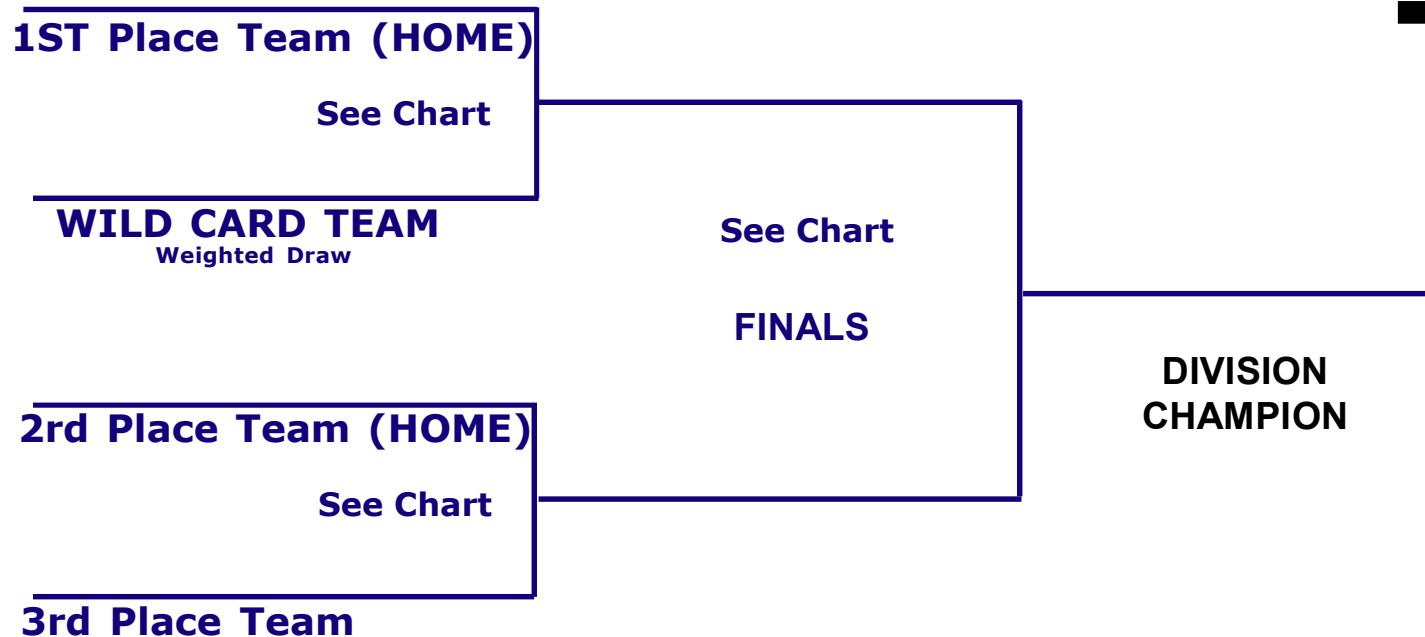 1ST Place Team (HOME)
See Chart
WILD CARD TEAM
Weighted Draw
See Chart
FINALS
DIVISION
CHAMPION
2rd Place Team (HOME)
See Chart
3rd Place Team